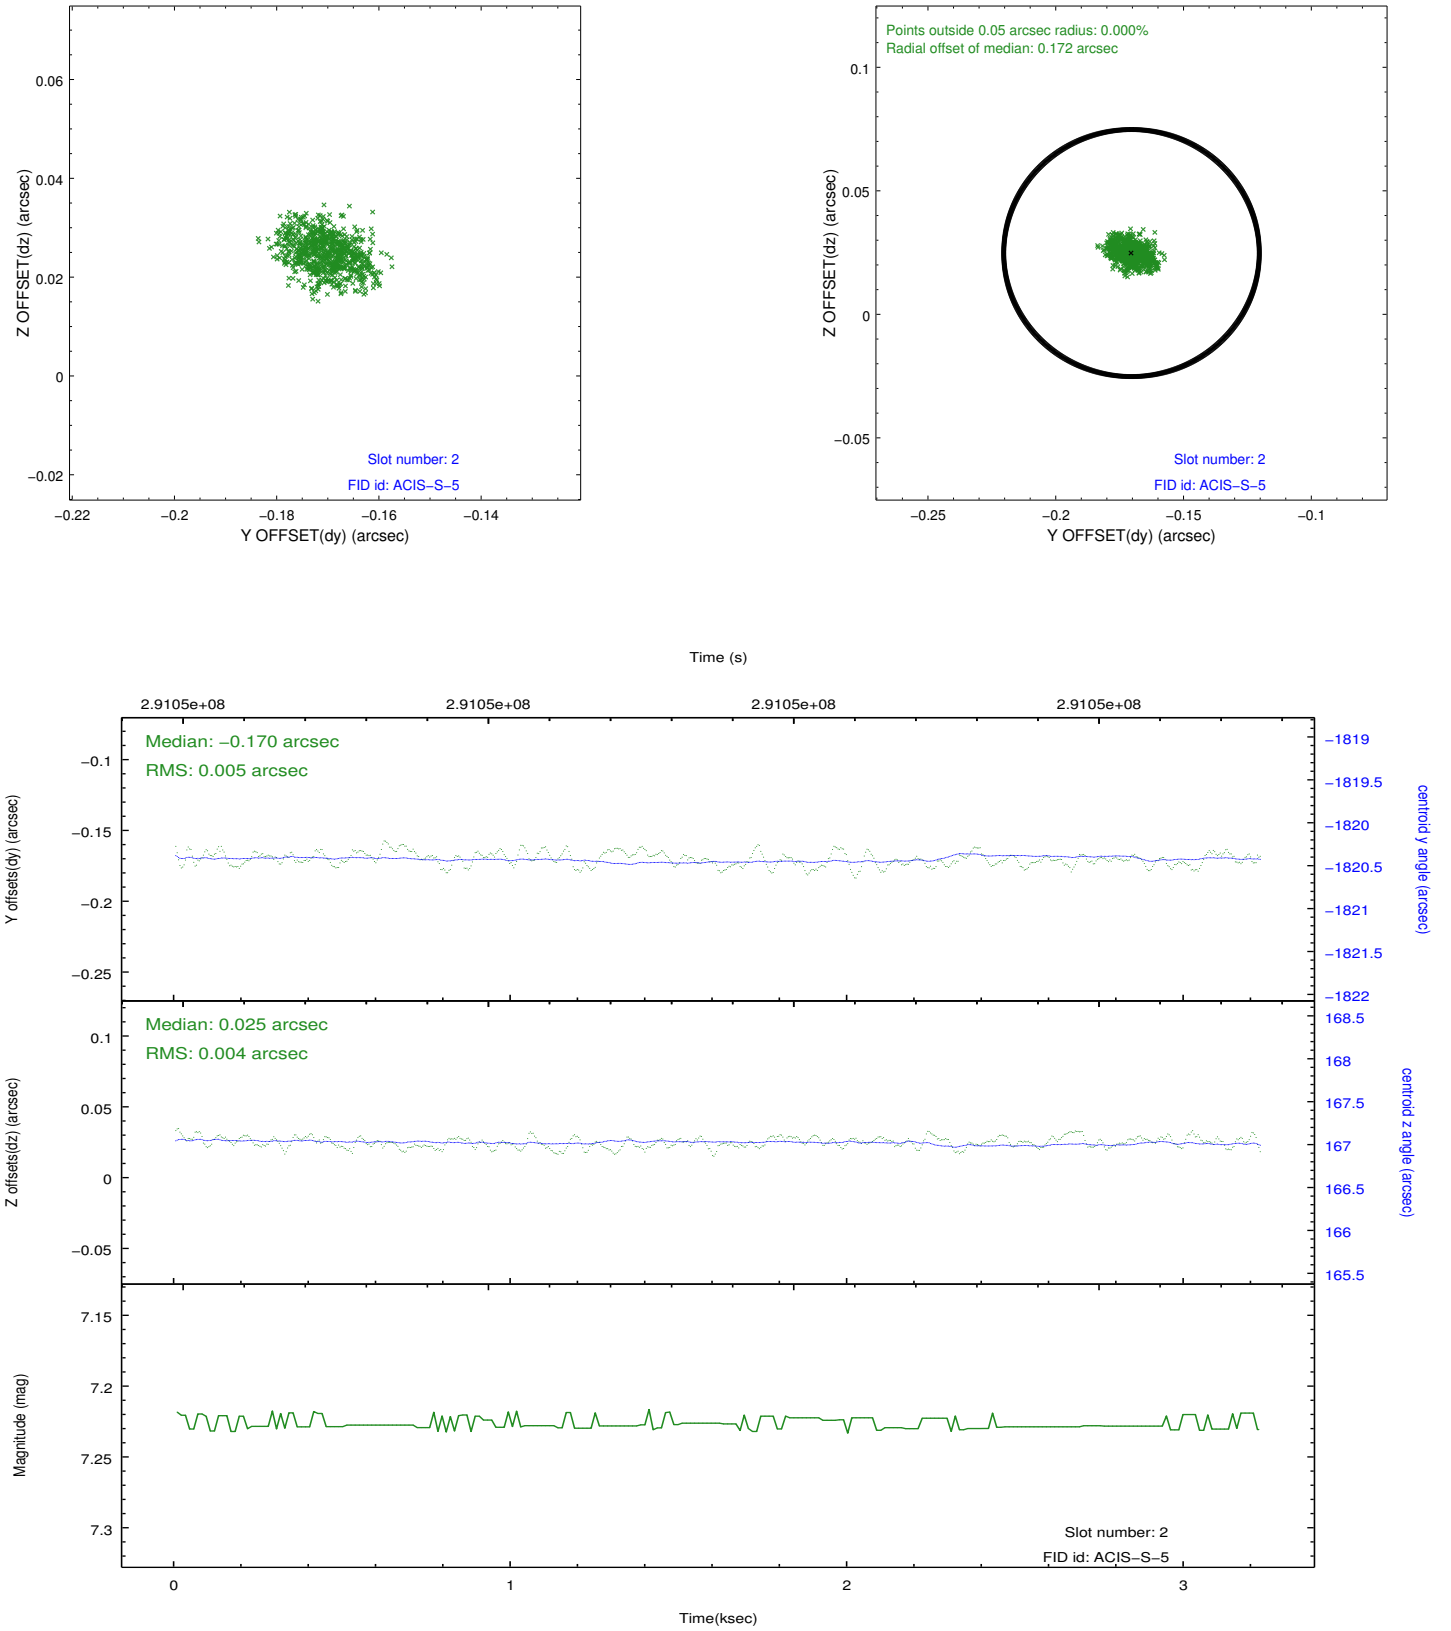 0.06
0.04
0.02
0
−0.02
−0.22
−0.2
−0.18
−0.16
−0.14
Z OFFSET(dz) (arcsec)
Y OFFSET(dy) (arcsec)
Slot number: 2
FID id: ACIS−S−5
Points outside 0.05 arcsec radius: 0.000%
Radial offset of median: 0.172 arcsec
0.1
0.05
0
−0.05
−0.25
−0.2
−0.15
−0.1
Z OFFSET(dz) (arcsec)
Y OFFSET(dy) (arcsec)
Slot number: 2
FID id: ACIS−S−5
Time (s)
2.9105e+08
2.9105e+08
2.9105e+08
2.9105e+08
Median: −0.170 arcsec
RMS: 0.005 arcsec
−0.1
−0.15
−0.2
−0.25
Y offsets(dy) (arcsec)
−1819
−1819.5
−1820
−1820.5
−1821
−1821.5
−1822
centroid y angle (arcsec)
Median: 0.025 arcsec
RMS: 0.004 arcsec
0.1
0.05
0
−0.05
Z offsets(dz) (arcsec)
168.5
168
167.5
167
166.5
166
165.5
centroid z angle (arcsec)
7.15
7.2
7.25
7.3
Magnitude (mag)
Slot number: 2
FID id: ACIS−S−5
0
1
2
3
Time(ksec)